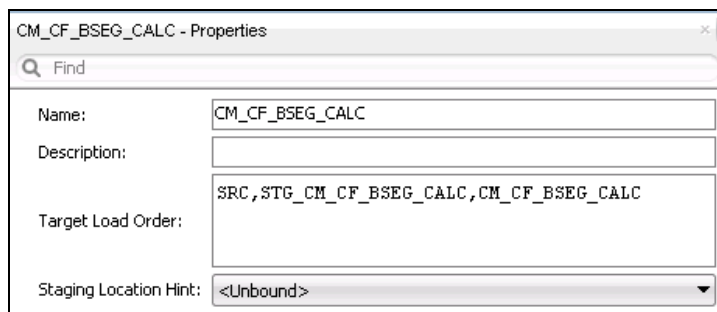 CM_CF_BSEG_CALC - Properties
Find
Name: CM_CF_BSEG_CALC
Description:
Target Load Order: SRC,STG_CM_CF_BSEG_CALC,CM_CF_BSEG_CALC
Staging Location Hint: <Unbound>